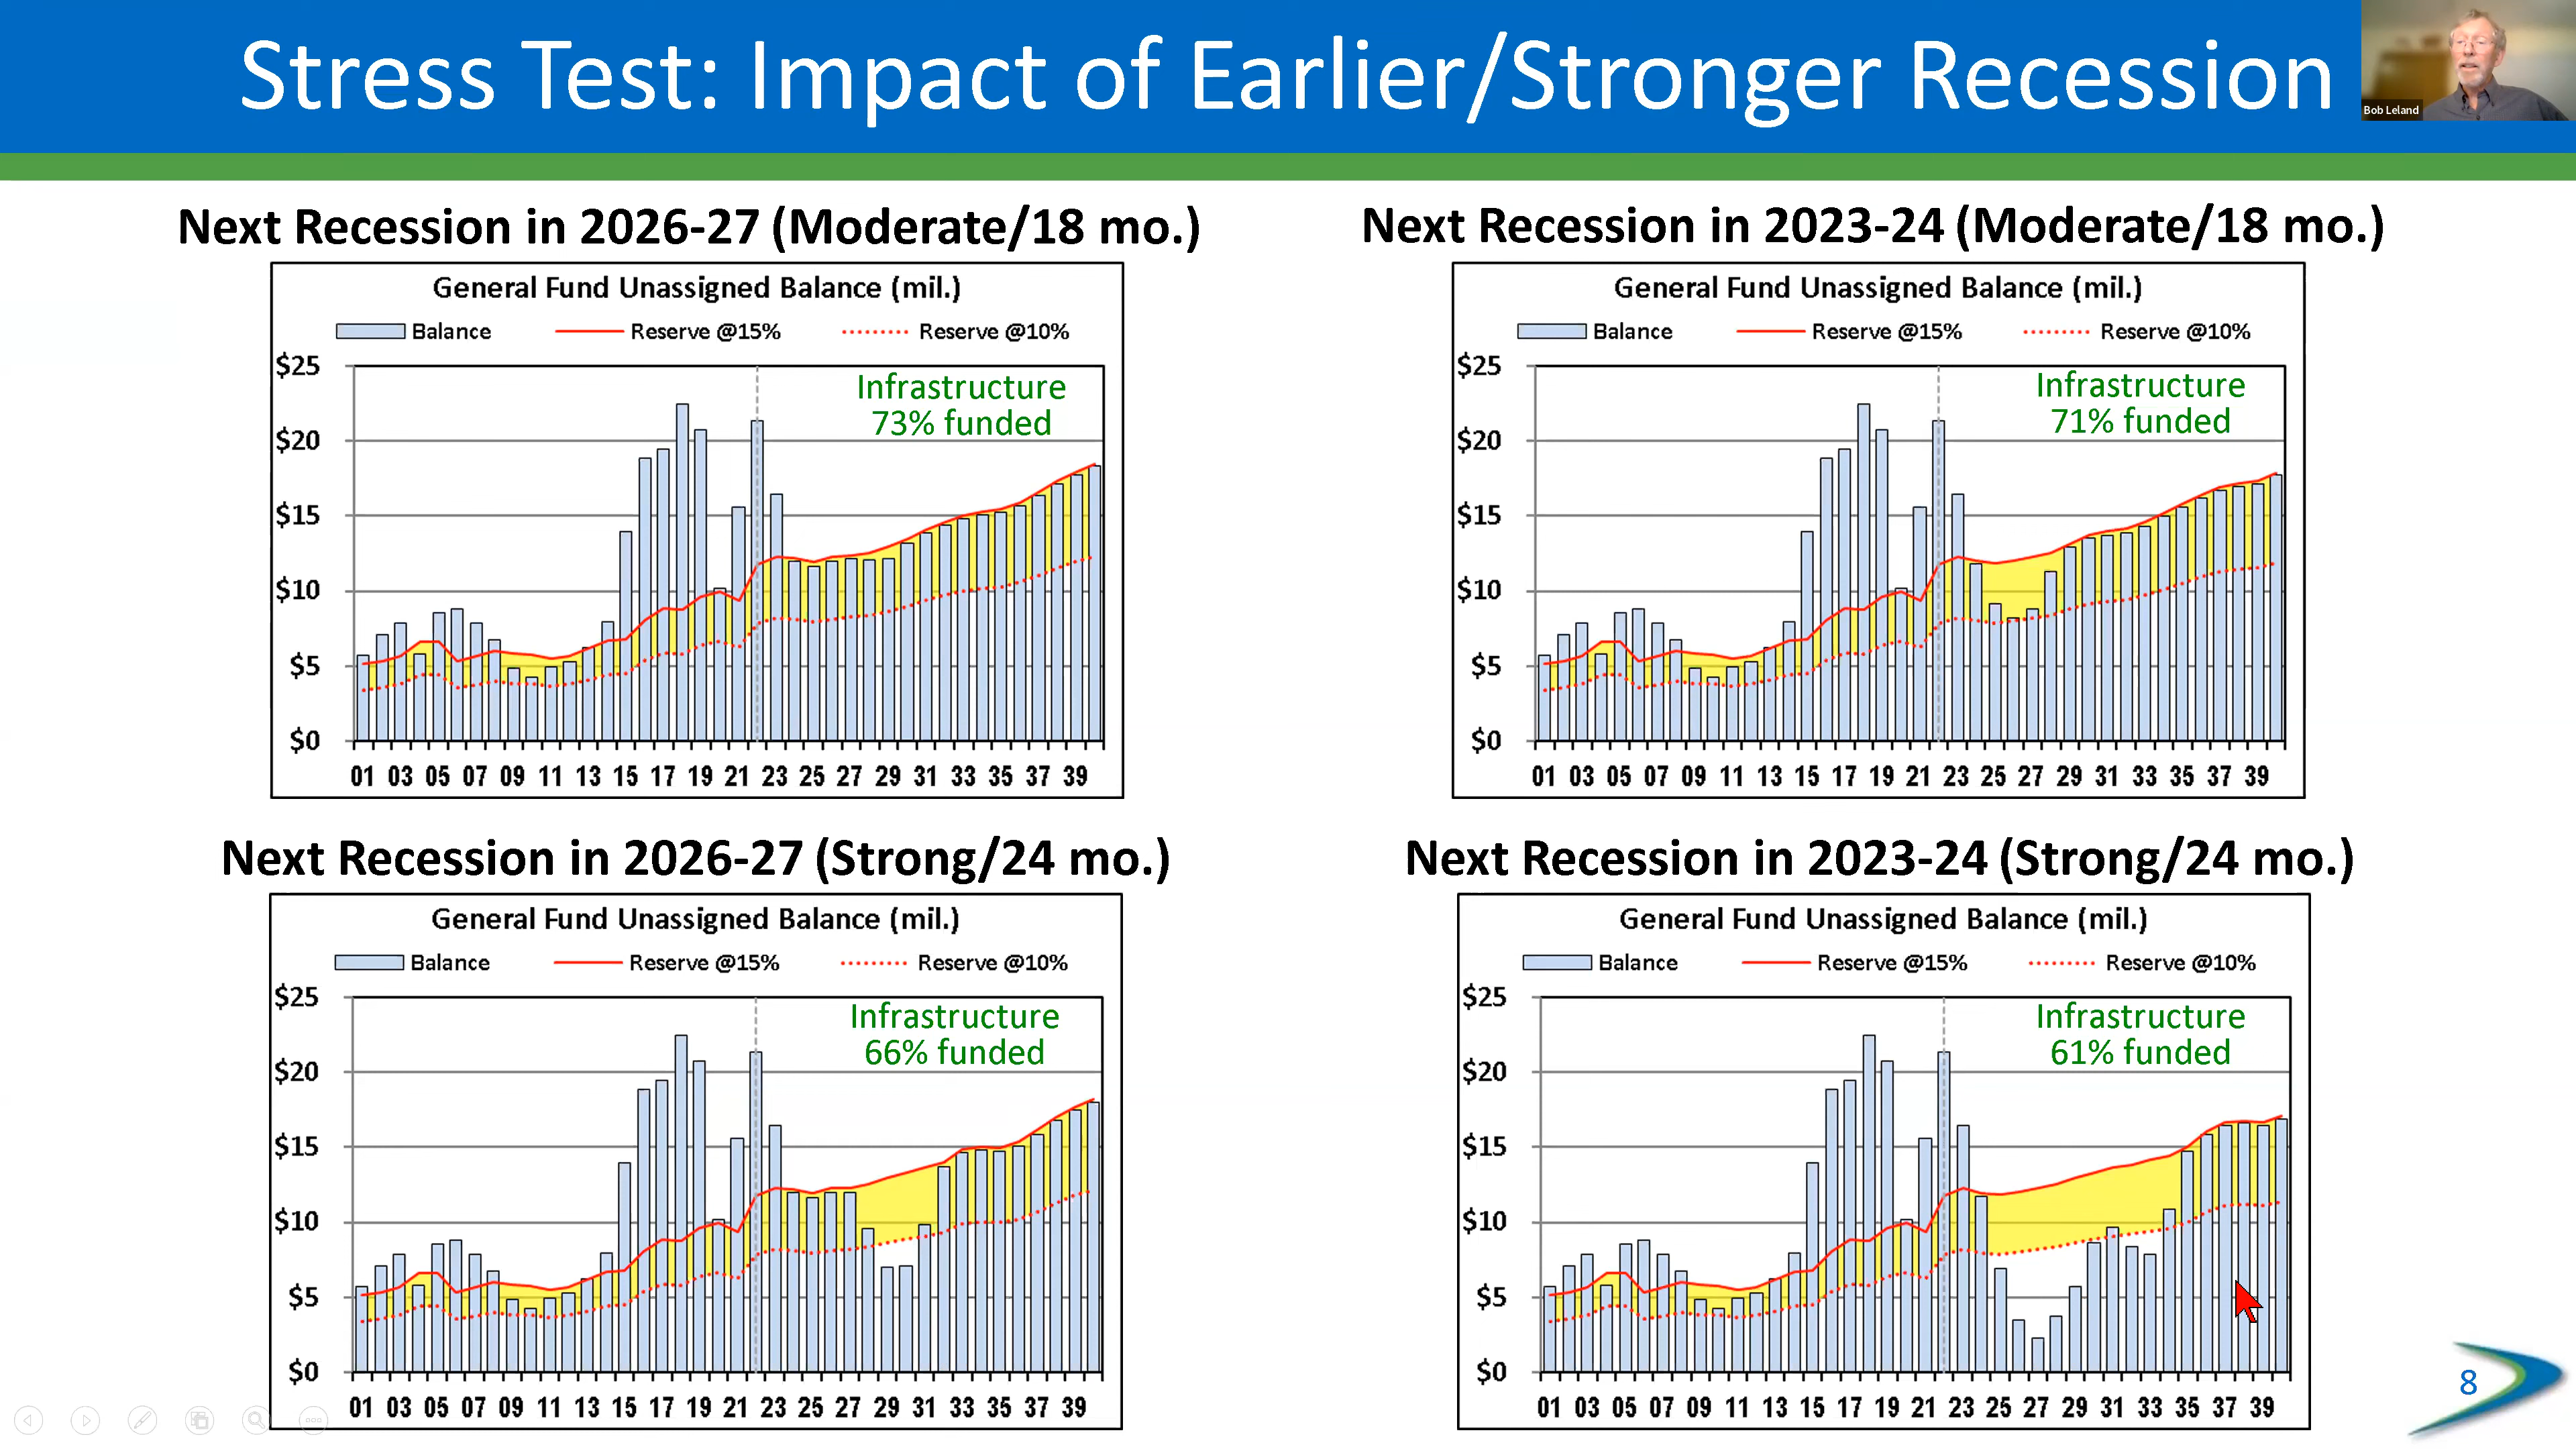 Stress Test: Impact of Earlier/Stronger Recession
Bob Leland
Next Recession in 2026-27 (Moderate/18 mo.)
General Fund Unassigned Balance (mil.)
Balance
Reserve @15%
Reserve @10%
Infrastructure
73% funded
$25
$20
$15
$10
$5
$0
01 03 05 07 09 11 13 15 17 19 21 23 25 27 29 31 33 35 37 39
Next Recession in 2023-24 (Moderate/18 mo.)
General Fund Unassigned Balance (mil.)
Balance
Reserve @15%
Reserve @10%
Infrastructure
71% funded
$25
$20
$15
$10
$5
$0
01 03 05 07 09 11 13 15 17 19 21 23 25 27 29 31 33 35 37 39
Next Recession in 2026-27 (Strong/24 mo.)
General Fund Unassigned Balance (mil.)
Balance
Reserve @15%
Reserve @10%
Infrastructure
66% funded
$25
$20
$15
$10
$5
$0
01 03 05 07 09 11 13 15 17 19 21 23 25 27 29 31 33 35 37 39
Next Recession in 2023-24 (Strong/24 mo.)
General Fund Unassigned Balance (mil.)
Balance
Reserve @15%
Reserve @10%
Infrastructure
61% funded
$25
$20
$15
$10
$5
$0
01 03 05 07 09 11 13 15 17 19 21 23 25 27 29 31 33 35 37 39
8